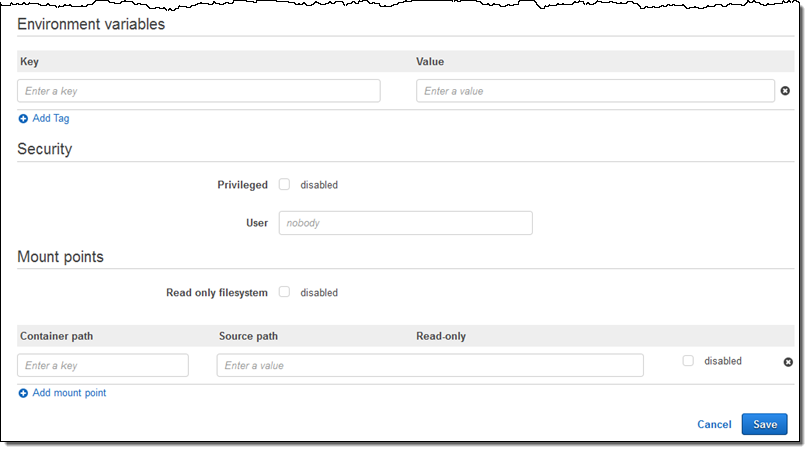 Environment variables
Key Value
Enter a key Enter a value
Add Tag
Security
Privileged disabled
User nobody
Mount points
Read only filesystem disabled
Container path Source path Read-only
Enter a key Enter a value disabled
Add mount point
Cancel Save